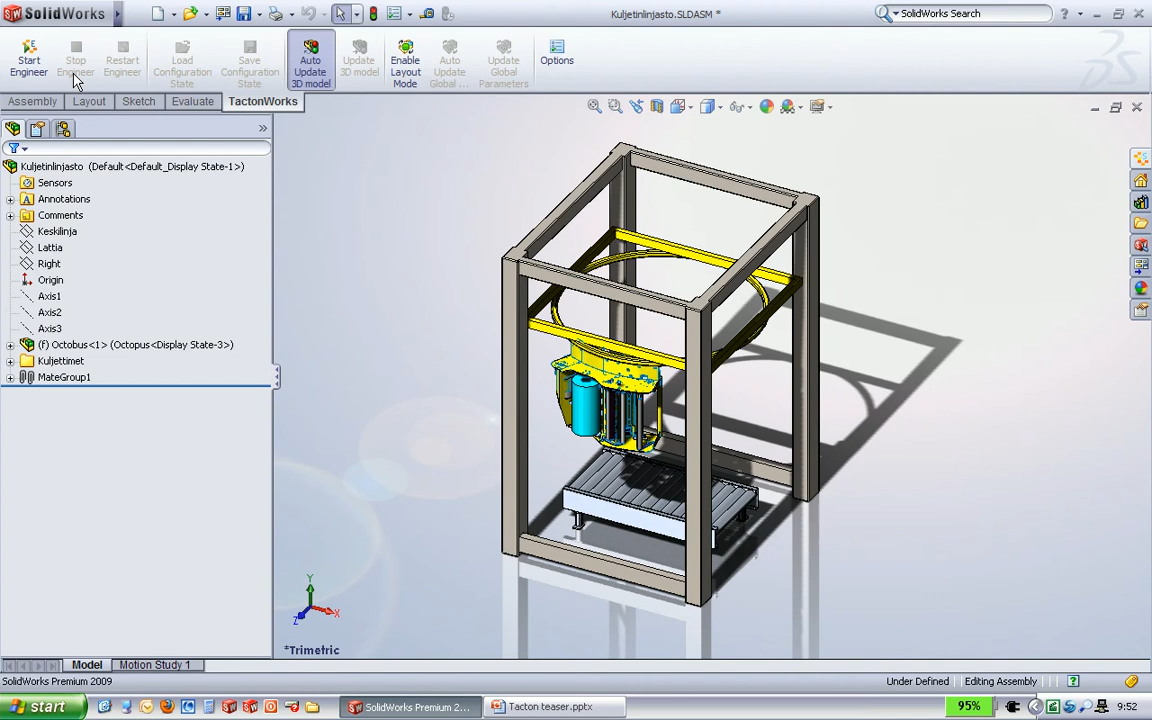 SolidWorks
Kuljetinlinjasto.SLDASM *
SolidWorks Search
Start Engineer
Stop Engineer
Restart Engineer
Load Configuration State
Save Configuration State
Auto Update 3D model
Update 3D model
Enable Layout Mode
Auto Update Global ...
Update Global Parameters
Options
Assembly
Layout
Sketch
Evaluate
TactonWorks
Kuljetinlinjasto (Default<Default_Display State-1>)
Sensors
Annotations
Comments
Keskilinja
Lattia
Right
Origin
Axis1
Axis2
Axis3
(f) Octobus<1> (Octopus<Display State-3>)
Kuljettimet
MateGroup1
Y
X
Z
*Trimetric
Model
Motion Study 1
SolidWorks Premium 2009
Under Defined
Editing Assembly
start
SolidWorks Premium 2...
Tacton teaser.pptx
95%
9:52